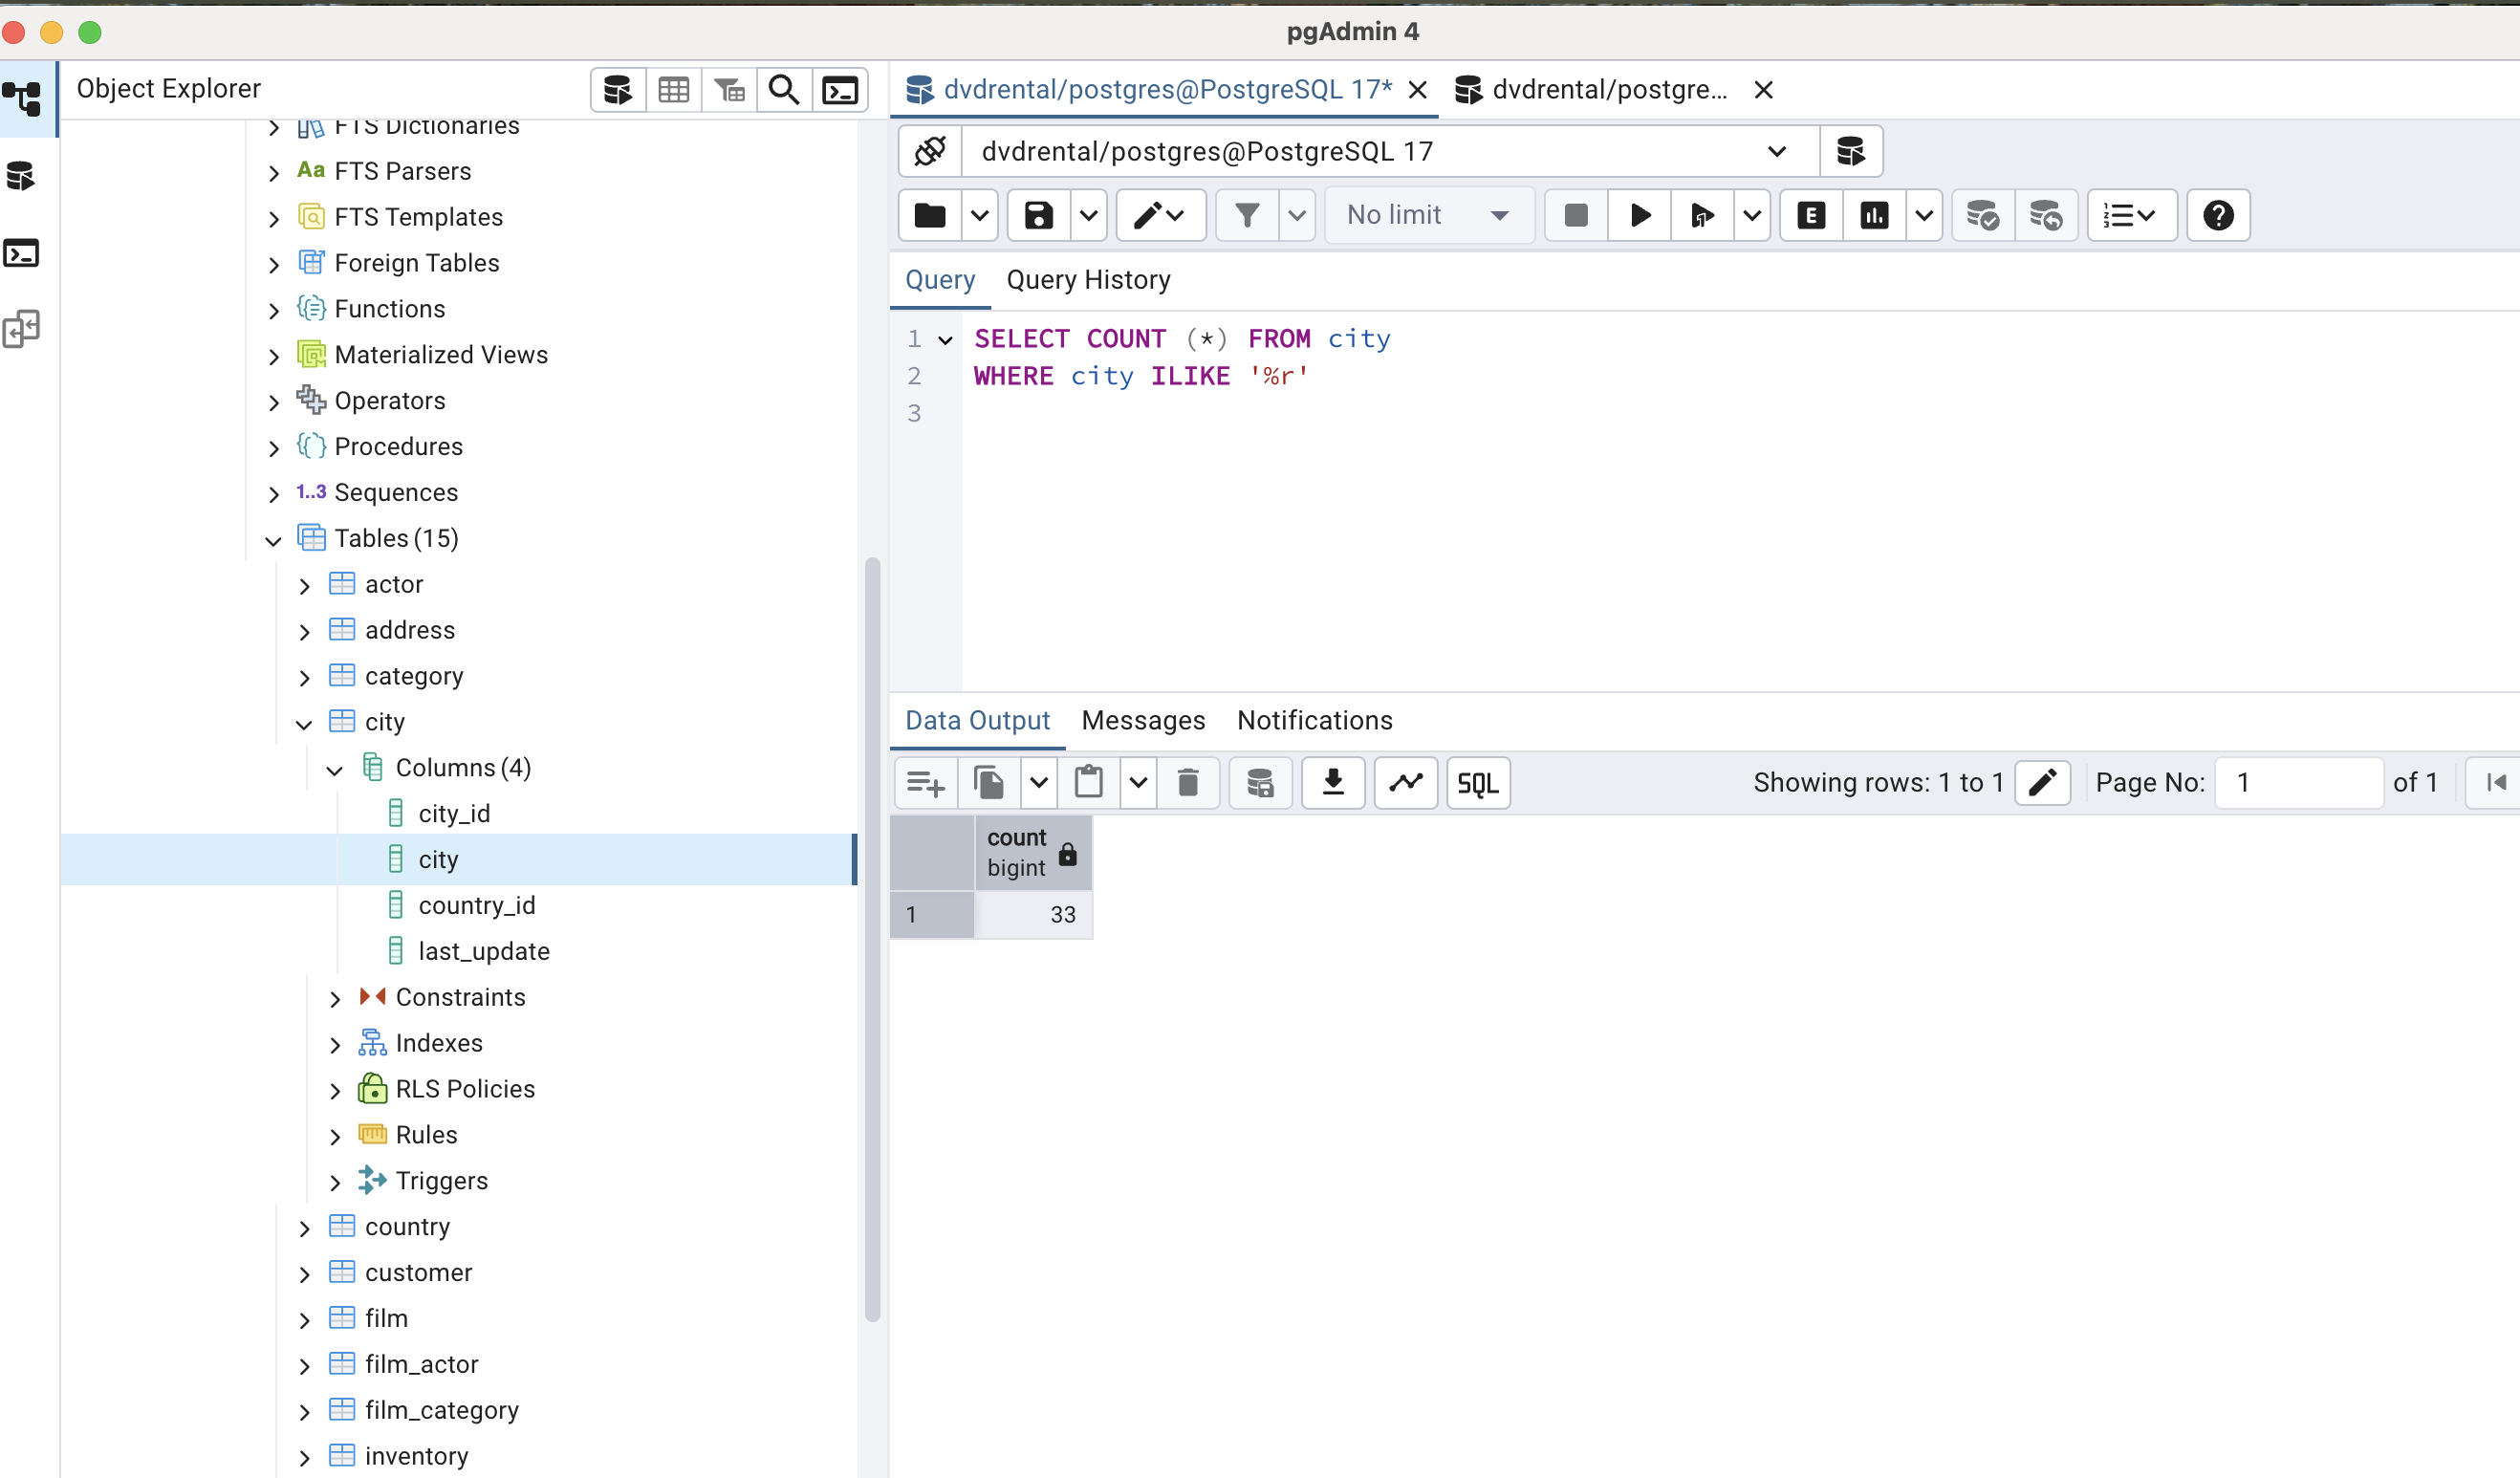 pgAdmin 4
Object Explorer
dvdrental/postgres@PostgreSQL 17*
dvdrental/postgre...
dvdrental/postgres@PostgreSQL 17
No limit
E
Query
Query History
1 SELECT COUNT (*) FROM city
2 WHERE city ILIKE '%r'
3
FTS Dictionaries
Aa FTS Parsers
FTS Templates
Foreign Tables
Functions
Materialized Views
Operators
Procedures
1..3 Sequences
Tables (15)
actor
address
category
city
Columns (4)
city_id
city
country_id
last_update
Constraints
Indexes
RLS Policies
Rules
Triggers
country
customer
film
film_actor
film_category
inventory
Data Output
Messages
Notifications
SQL
Showing rows: 1 to 1
Page No: 1 of 1
count
bigint
1 33